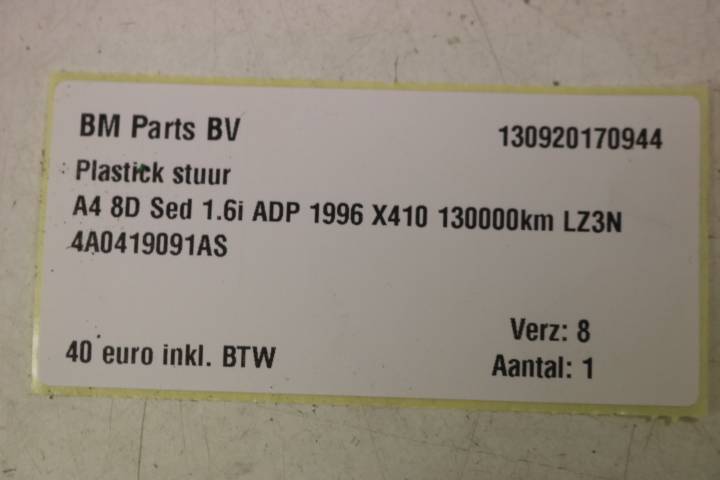 BM Parts BV 130920170944
Plastick stuur
A4 8D Sed 1.6i ADP 1996 X410 130000km LZ3N
4A0419091AS
Verz: 8
40 euro inkl. BTW Aantal: 1